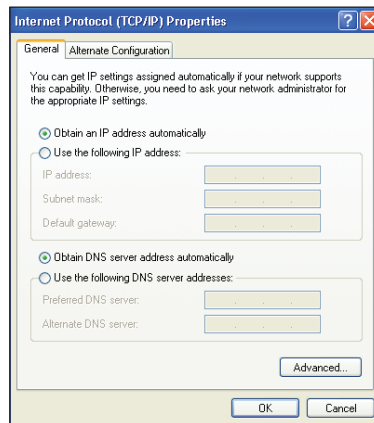 Internet Protocol (TCP/IP) Properties
General Alternate Configuration
You can get IP settings assigned automatically if your network supports
this capability. Otherwise, you need to ask your network administrator for
the appropriate IP settings.
Obtain an IP address automatically
Use the following IP address:
IP address:
Subnet mask:
Default gateway:
Obtain DNS server address automatically
Use the following DNS server addresses:
Preferred DNS server:
Alternate DNS server:
Advanced...
OK Cancel